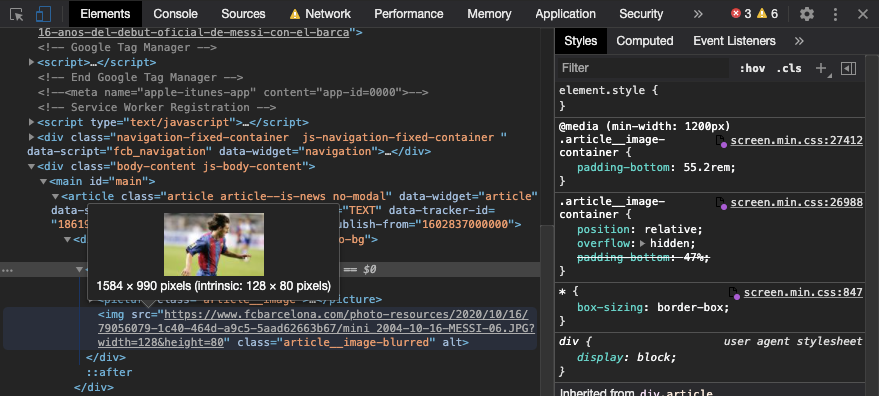 Elements Console Sources Network Performance Memory Application Security » 3 6
16-anos-del-debut-oficial-de-messi-con-el-barca">
<!-- Google Tag Manager -->
<script>…</script>
<!-- End Google Tag Manager -->
<!--<meta name="apple-itunes-app" content="app-id=0000">-->
<!-- Service Worker Registration -->
<script type="text/javascript">…</script>
<div class="navigation-fixed-container  js-navigation-fixed-container "
data-script="fcb_navigation" data-widget="navigation">…</div>
<div class="body-content js-body-content">
<main id="main">
<article class="article article--is-news no-modal" data-widget="article"
data-s ="TEXT" data-tracker-id=
"18619 blish-from="1602837000000">
<d o-bg">
… == $0
1584 × 990 pixels (intrinsic: 128 × 80 pixels)
<picture class="article__image">…</picture>
<img src="https://www.fcbarcelona.com/photo-resources/2020/10/16/
79056079-1c40-464d-a9c5-5aad62663b67/mini_2004-10-16-MESSI-06.JPG?
width=128&height=80" class="article__image-blurred" alt>
</div>
::after
</div>
Styles Computed Event Listeners »
Filter :hov .cls +
element.style {
}
@media (min-width: 1200px)
.article__image- screen.min.css:27412
container {
padding-bottom: 55.2rem;
}
.article__image- screen.min.css:26988
container {
position: relative;
overflow: hidden;
padding-bottom: 47%;
}
* { screen.min.css:847
box-sizing: border-box;
}
div { user agent stylesheet
display: block;
}
Inherited from div.article